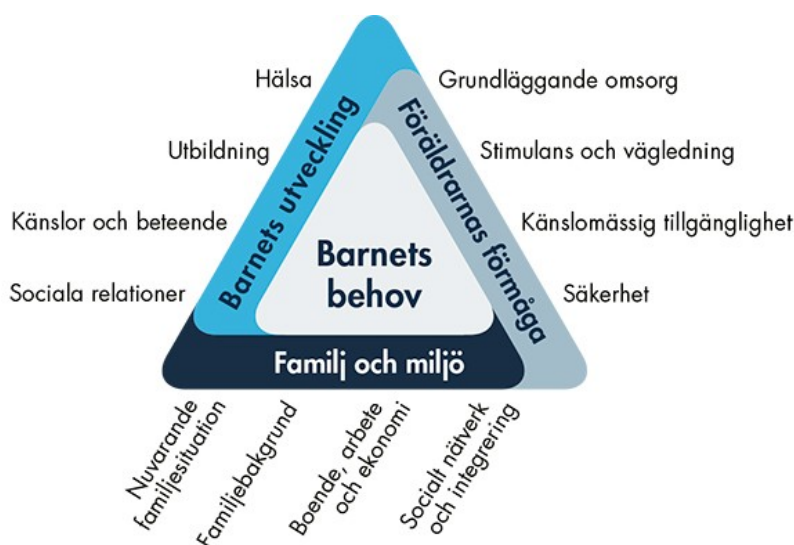 Hälsa
Utbildning
Känslor och beteende
Sociala relationer
Barnets utveckling
Barnets
behov
Föräldrarnas förmåga
Grundläggande omsorg
Stimulans och vägledning
Känslomässig tillgänglighet
Säkerhet
Familj och miljö
Nuvarande
familjesituation
Familjebakgrund
Boende, arbete
och ekonomi
Socialt nätverk
och integrering